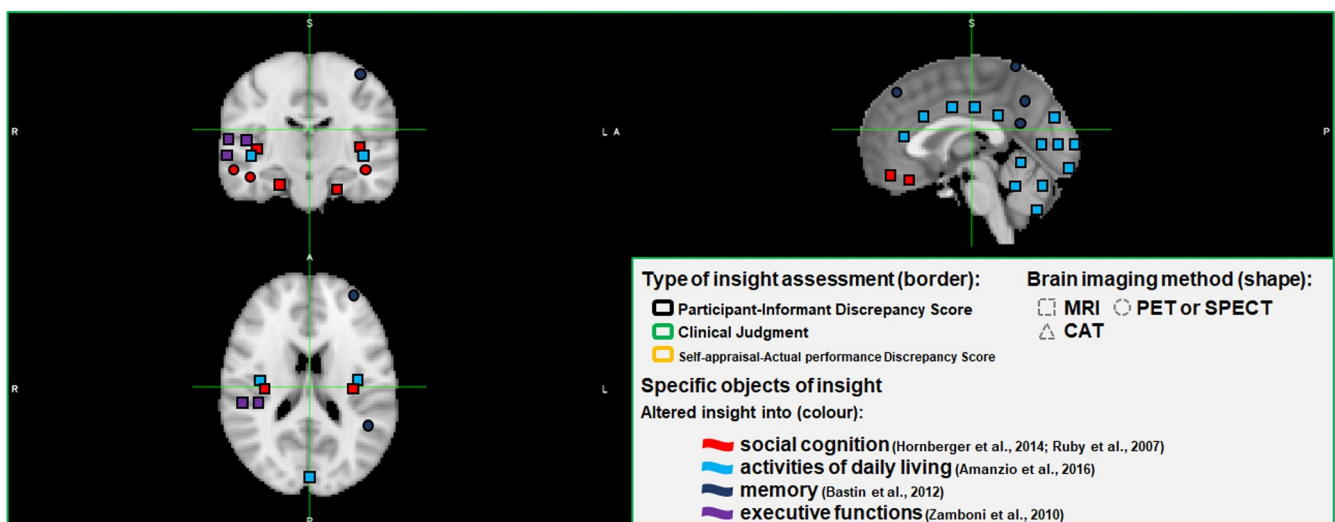 S
S
R
L A
P
A
R
L
P
Type of insight assessment (border):
Participant-Informant Discrepancy Score
Clinical Judgment
Self-appraisal-Actual performance Discrepancy Score
Brain imaging method (shape):
MRI PET or SPECT
CAT
Specific objects of insight
Altered insight into (colour):
social cognition (Hornberger et al., 2014; Ruby et al., 2007)
activities of daily living (Amanzio et al., 2016)
memory (Bastin et al., 2012)
executive functions (Zamboni et al., 2010)